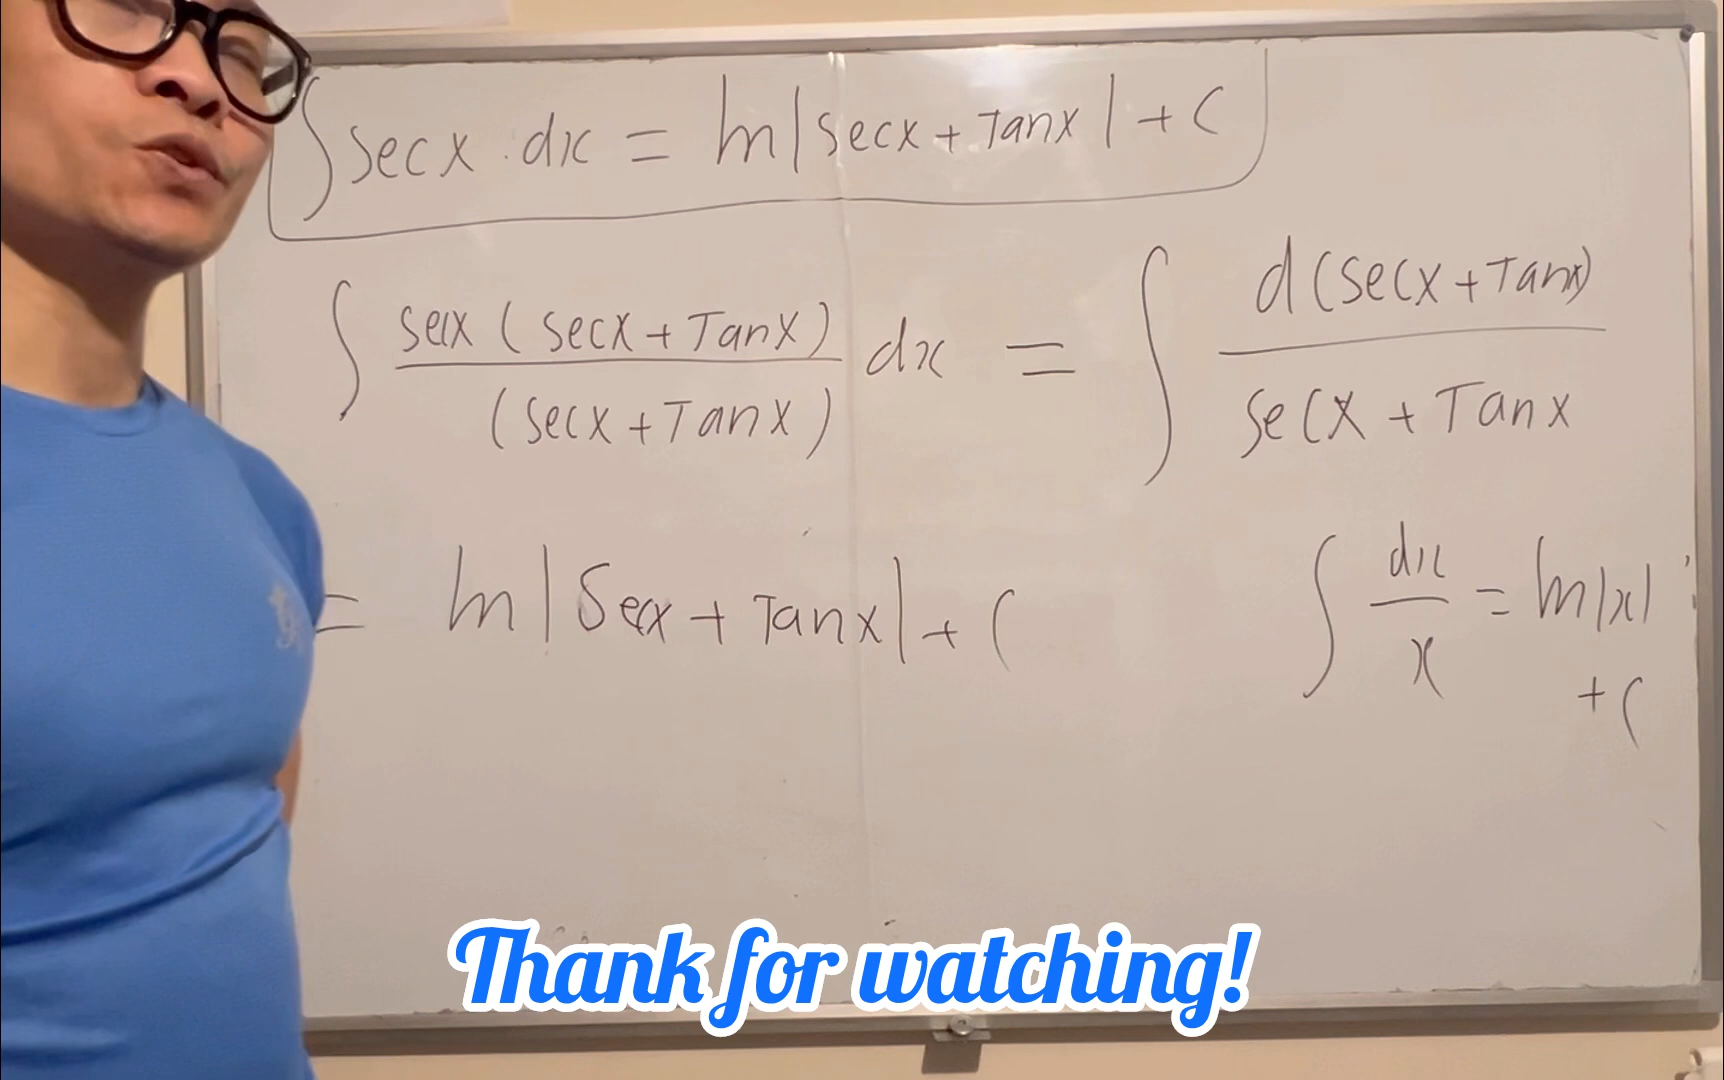 ∫ secx . dx = ln|secx + Tanx| + C
∫ secx (secx + Tanx) / (secx + Tanx) dx = ∫ d(secx + Tanx) / secx + Tanx
= ln|Secx + Tanx| + C
∫ dx / x = ln|x| + C
Thank for watching!